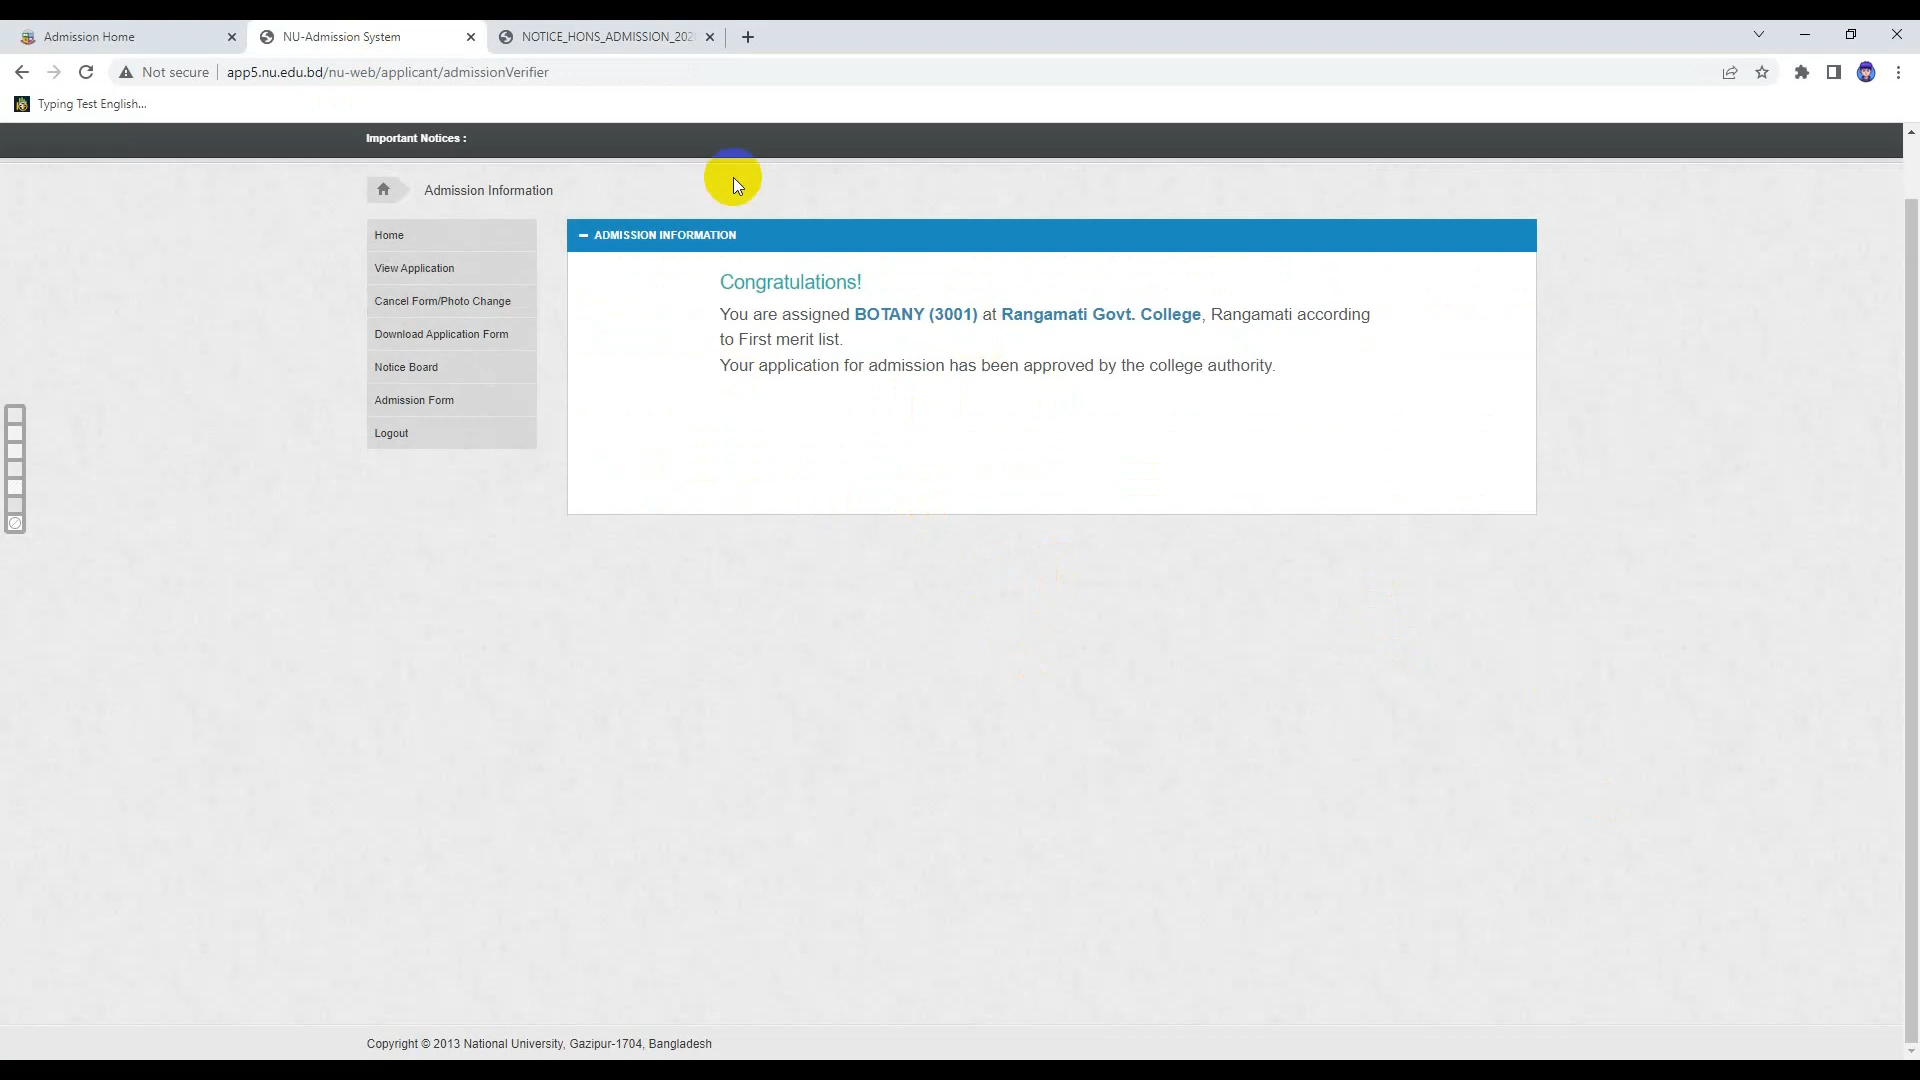 Admission Home
NU-Admission System
NOTICE_HONS_ADMISSION_202
Not secure
app5.nu.edu.bd/nu-web/applicant/admissionVerifier
Typing Test English...
Important Notices :
Admission Information
Home
View Application
Cancel Form/Photo Change
Download Application Form
Notice Board
Admission Form
Logout
ADMISSION INFORMATION
Congratulations!
You are assigned BOTANY (3001) at Rangamati Govt. College, Rangamati according
to First merit list.
Your application for admission has been approved by the college authority.
Copyright © 2013 National University, Gazipur-1704, Bangladesh